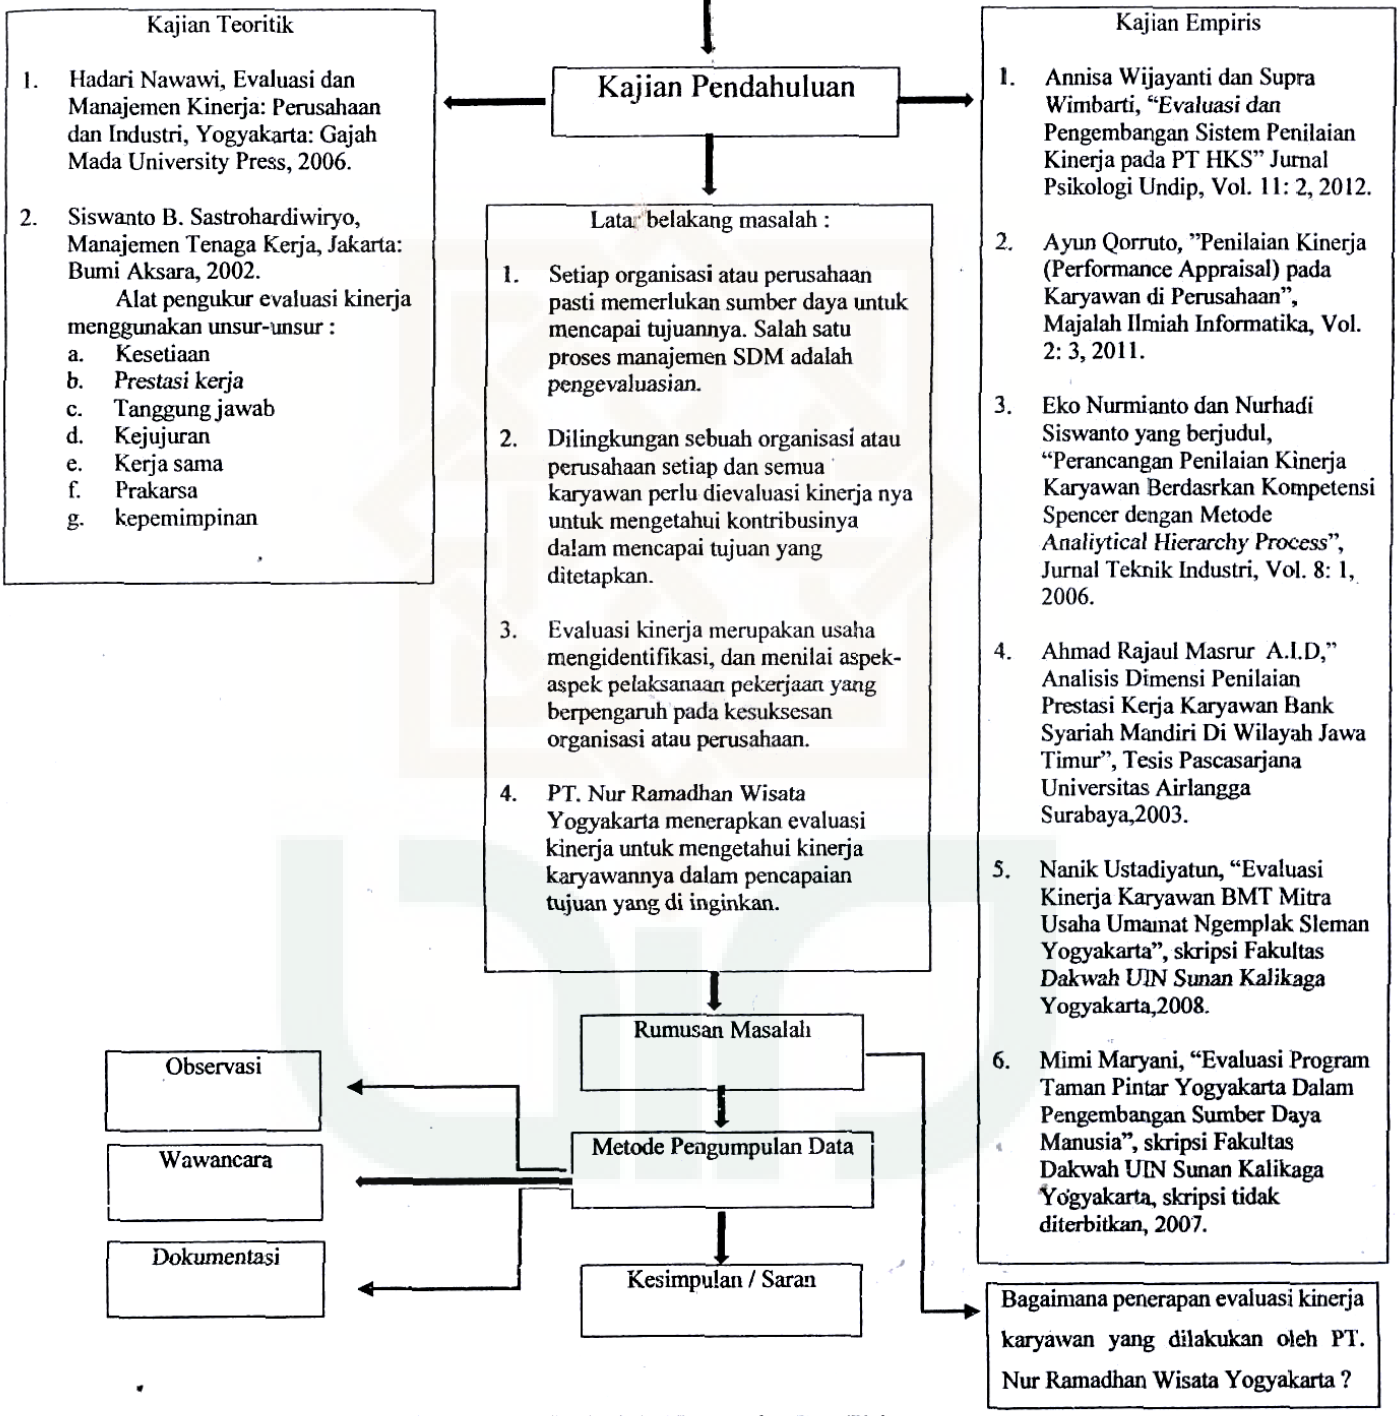 Kajian Teoritik
1. Hadari Nawawi, Evaluasi dan
Manajemen Kinerja: Perusahaan
dan Industri, Yogyakarta: Gajah
Mada University Press, 2006.
2. Siswanto B. Sastrohardiwiryo,
Manajemen Tenaga Kerja, Jakarta:
Bumi Aksara, 2002.
Alat pengukur evaluasi kinerja
menggunakan unsur-unsur :
a. Kesetiaan
b. Prestasi kerja
c. Tanggung jawab
d. Kejujuran
e. Kerja sama
f. Prakarsa
g. kepemimpinan
Kajian Pendahuluan
Latar belakang masalah :
1. Setiap organisasi atau perusahaan
pasti memerlukan sumber daya untuk
mencapai tujuannya. Salah satu
proses manajemen SDM adalah
pengevaluasian.
2. Dilingkungan sebuah organisasi atau
perusahaan setiap dan semua
karyawan perlu dievaluasi kinerja nya
untuk mengetahui kontribusinya
dalam mencapai tujuan yang
ditetapkan.
3. Evaluasi kinerja merupakan usaha
mengidentifikasi, dan menilai aspek-
aspek pelaksanaan pekerjaan yang
berpengaruh pada kesuksesan
organisasi atau perusahaan.
4. PT. Nur Ramadhan Wisata
Yogyakarta menerapkan evaluasi
kinerja untuk mengetahui kinerja
karyawannya dalam pencapaian
tujuan yang di inginkan.
Kajian Empiris
1. Annisa Wijayanti dan Supra
Wimbarti, “Evaluasi dan
Pengembangan Sistem Penilaian
Kinerja pada PT HKS” Jurnal
Psikologi Undip, Vol. 11: 2, 2012.
2. Ayun Qorruto, ”Penilaian Kinerja
(Performance Appraisal) pada
Karyawan di Perusahaan”,
Majalah Ilmiah Informatika, Vol.
2: 3, 2011.
3. Eko Nurmianto dan Nurhadi
Siswanto yang berjudul,
“Perancangan Penilaian Kinerja
Karyawan Berdasrkan Kompetensi
Spencer dengan Metode
Analiytical Hierarchy Process”,
Jurnal Teknik Industri, Vol. 8: 1,
2006.
4. Ahmad Rajaul Masrur A.I.D,”
Analisis Dimensi Penilaian
Prestasi Kerja Karyawan Bank
Syariah Mandiri Di Wilayah Jawa
Timur”, Tesis Pascasarjana
Universitas Airlangga
Surabaya,2003.
5. Nanik Ustadiyatun, “Evaluasi
Kinerja Karyawan BMT Mitra
Usaha Umamat Ngemplak Sleman
Yogyakarta”, skripsi Fakultas
Dakwah UIN Sunan Kalikaga
Yogyakarta,2008.
6. Mimi Maryani, “Evaluasi Program
Taman Pintar Yogyakarta Dalam
Pengembangan Sumber Daya
Manusia”, skripsi Fakultas
Dakwah UIN Sunan Kalikaga
Yogyakarta, skripsi tidak
diterbitkan, 2007.
Rumusan Masalah
Metode Pengumpulan Data
Observasi
Wawancara
Dokumentasi
Kesimpulan / Saran
Bagaimana penerapan evaluasi kinerja
karyawan yang dilakukan oleh PT.
Nur Ramadhan Wisata Yogyakarta ?